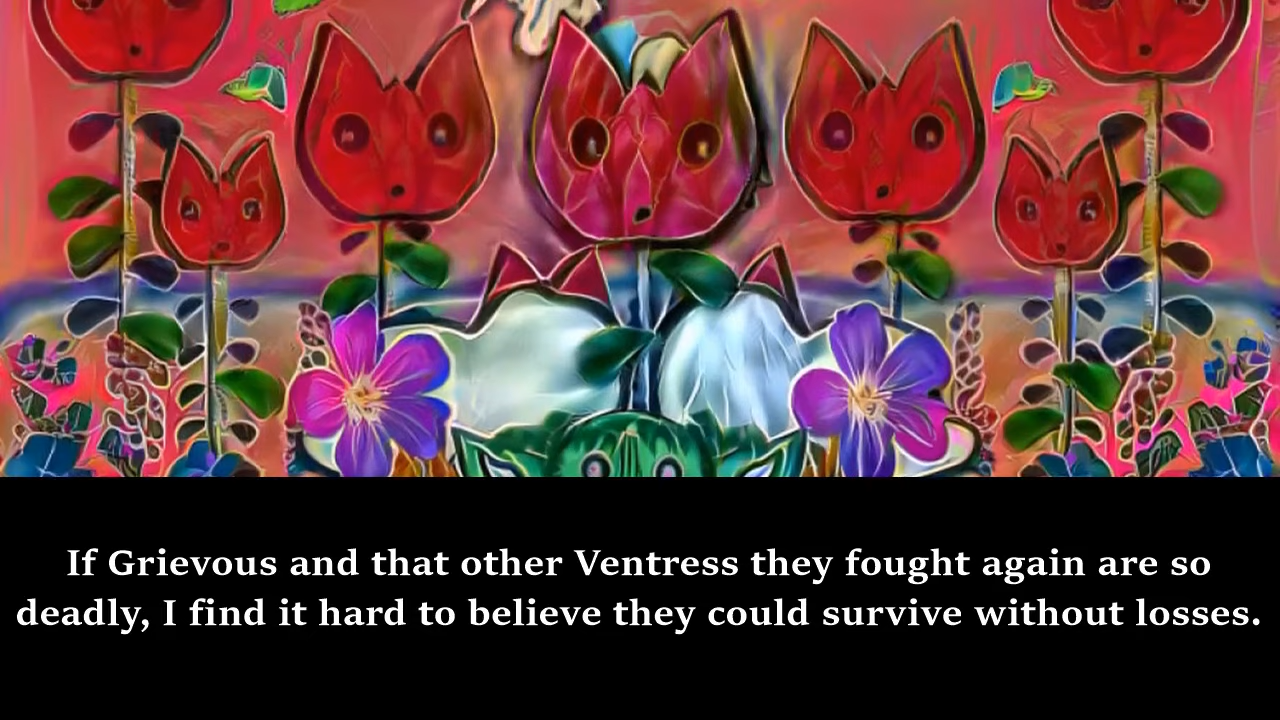 If Grievous and that other Ventress they fought again are so
deadly, I find it hard to believe they could survive without losses.